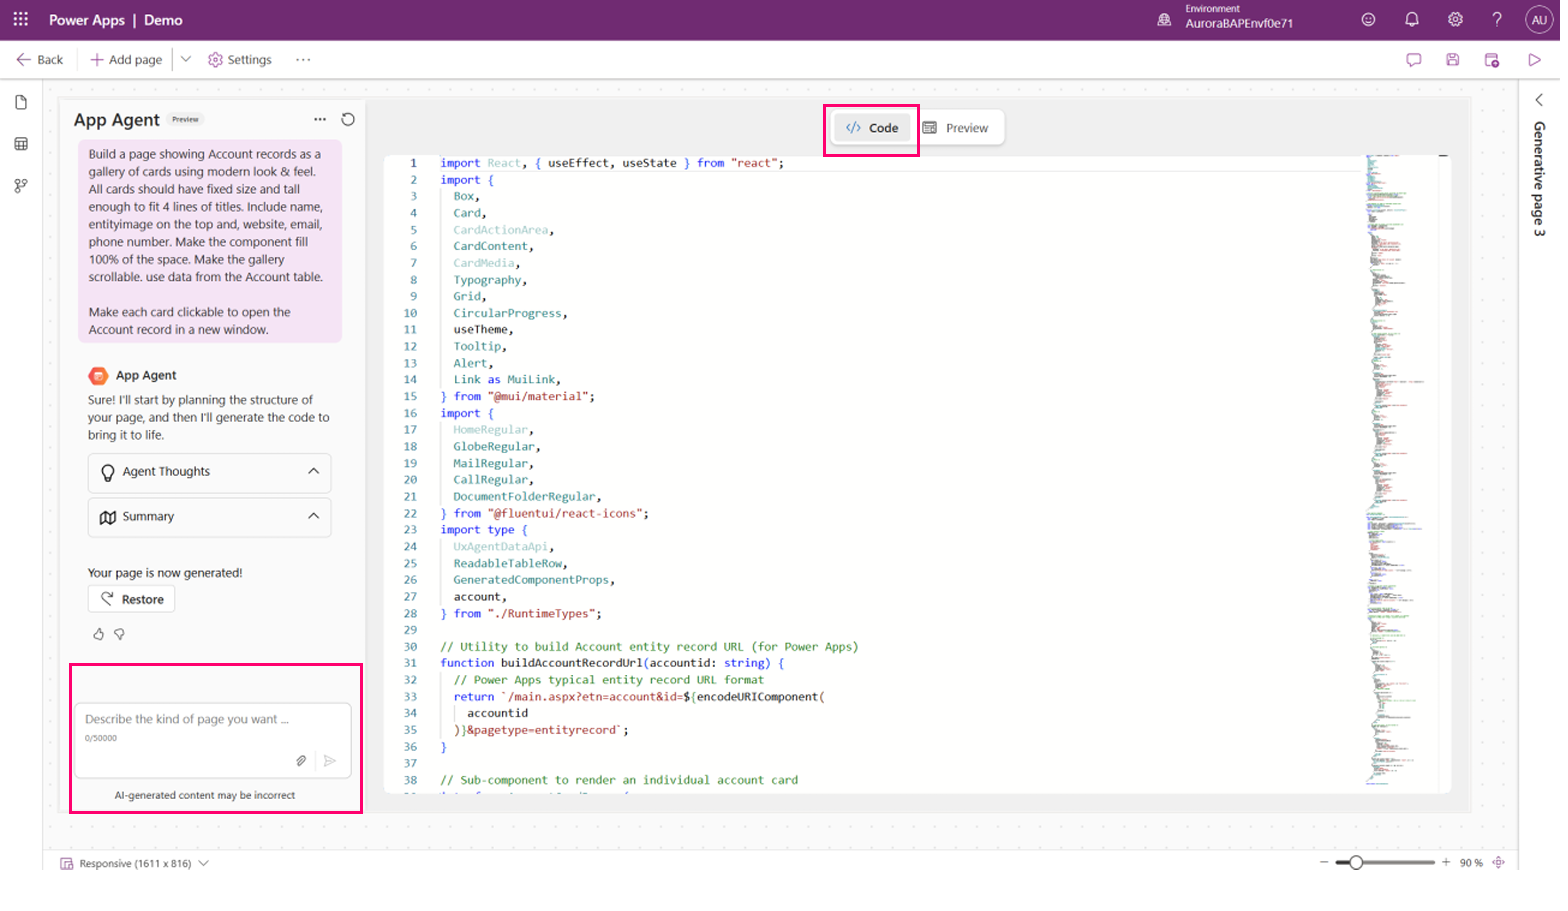 Power Apps | Demo
Environment
AuroraBAPEnvf0e71
AU
Back
Add page
Settings
App Agent Preview
Build a page showing Account records as a
gallery of cards using modern look & feel.
All cards should have fixed size and tall
enough to fit 4 lines of titles. Include name,
entityimage on the top and, website, email,
phone number. Make the component fill
100% of the space. Make the gallery
scrollable. use data from the Account table.
Make each card clickable to open the
Account record in a new window.
App Agent
Sure! I'll start by planning the structure of
your page, and then I'll generate the code to
bring it to life.
Agent Thoughts
Summary
Your page is now generated!
Restore
Describe the kind of page you want ...
0/50000
AI-generated content may be incorrect
</> Code
Preview
1 import React, { useEffect, useState } from "react";
2 import {
3 Box,
4 Card,
5 CardActionArea,
6 CardContent,
7 CardMedia,
8 Typography,
9 Grid,
10 CircularProgress,
11 useTheme,
12 Tooltip,
13 Alert,
14 Link as MuiLink,
15 } from "@mui/material";
16 import {
17 HomeRegular,
18 GlobeRegular,
19 MailRegular,
20 CallRegular,
21 DocumentFolderRegular,
22 } from "@fluentui/react-icons";
23 import type {
24 UxAgentDataApi,
25 ReadableTableRow,
26 GeneratedComponentProps,
27 account,
28 } from "./RuntimeTypes";
29
30 // Utility to build Account entity record URL (for Power Apps)
31 function buildAccountRecordUrl(accountid: string) {
32 // Power Apps typical entity record URL format
33 return `/main.aspx?etn=account&id=${encodeURIComponent(
34 accountid
35 )}&pagetype=entityrecord`;
36 }
37
38 // Sub-component to render an individual account card
Generative page 3
Responsive (1611 x 816)
90 %